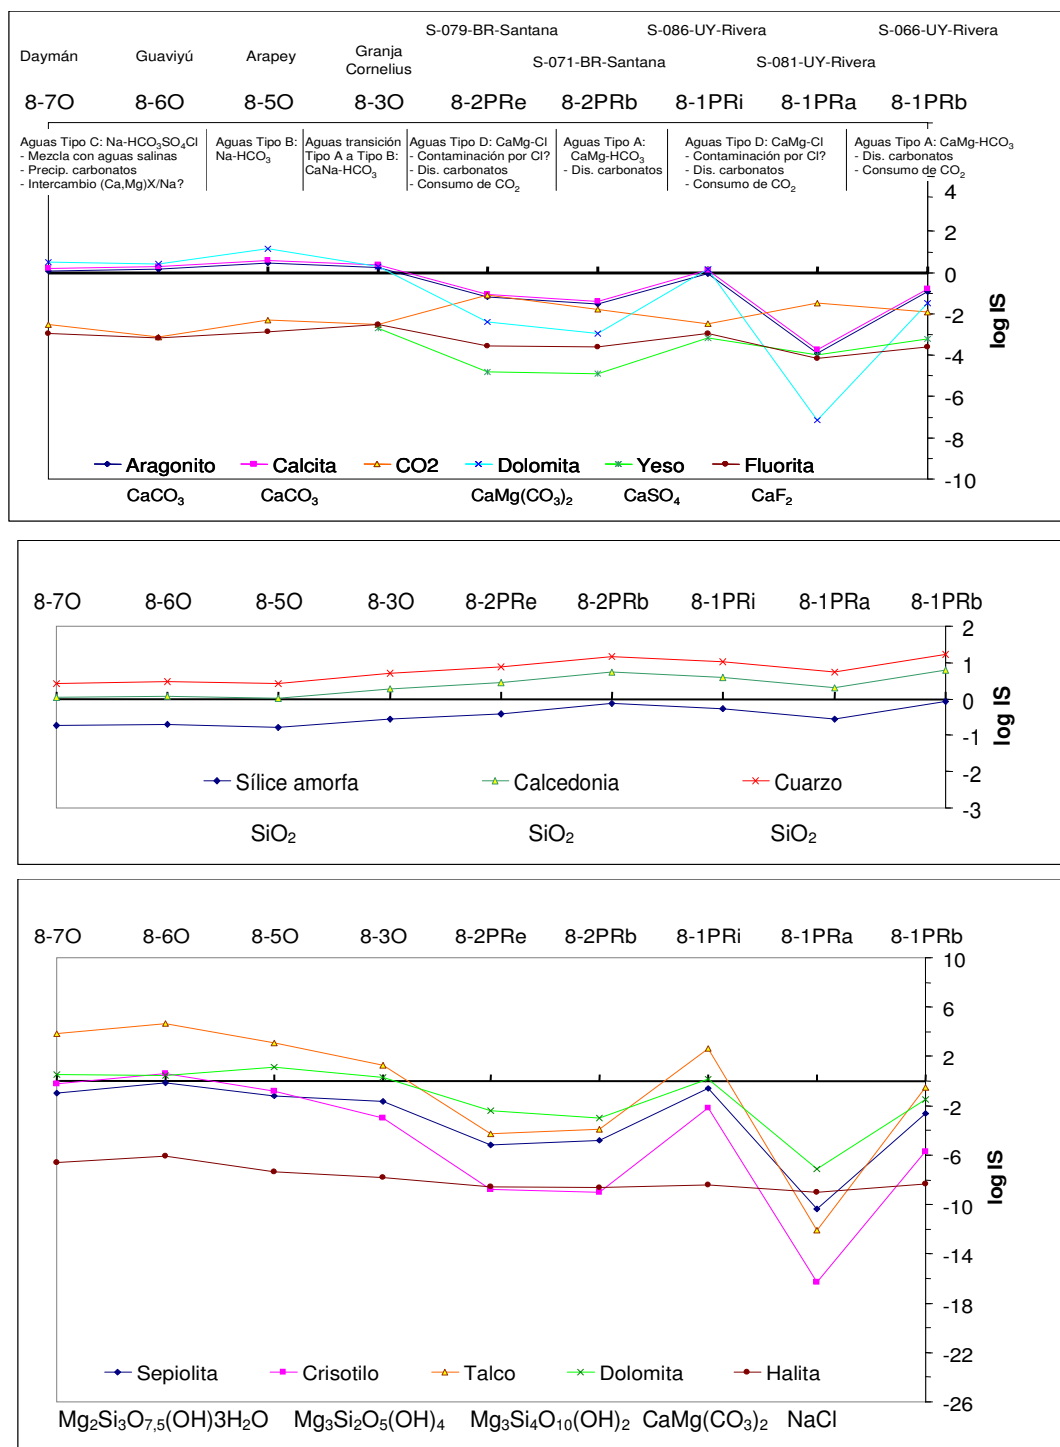 S-079-BR-Santana S-086-UY-Rivera S-066-UY-Rivera
Daymán Guaviyú Arapey Granja Cornelius S-071-BR-Santana S-081-UY-Rivera
8-7O 8-6O 8-5O 8-3O 8-2PRe 8-2PRb 8-1PRi 8-1PRa 8-1PRb
Aguas Tipo C: Na-HCO₃SO₄Cl
- Mezcla con aguas salinas
- Precip. carbonatos
- Intercambio (Ca,Mg)X/Na?
Aguas Tipo B:
Na-HCO₃
Aguas transición
Tipo A a Tipo B:
CaNa-HCO₃
Aguas Tipo D: CaMg-Cl
- Contaminación por Cl?
- Dis. carbonatos
- Consumo de CO₂
Aguas Tipo A:
CaMg-HCO₃
- Dis. carbonatos
Aguas Tipo D: CaMg-Cl
- Contaminación por Cl?
- Dis. carbonatos
- Consumo de CO₂
Aguas Tipo A: CaMg-HCO₃
- Dis. carbonatos
- Consumo de CO₂
4
2
0
-2
-4
-6
-8
-10
log IS
Aragonito Calcita CO2 Dolomita Yeso Fluorita
CaCO₃ CaCO₃ CaMg(CO₃)₂ CaSO₄ CaF₂
8-7O 8-6O 8-5O 8-3O 8-2PRe 8-2PRb 8-1PRi 8-1PRa 8-1PRb
2
1
0
-1
-2
-3
log IS
Sílice amorfa Calcedonia Cuarzo
SiO₂ SiO₂ SiO₂
8-7O 8-6O 8-5O 8-3O 8-2PRe 8-2PRb 8-1PRi 8-1PRa 8-1PRb
10
6
2
-2
-6
-10
-14
-18
-22
-26
log IS
Sepiolita Crisotilo Talco Dolomita Halita
Mg₂Si₃O₇,₅(OH)3H₂O Mg₃Si₂O₅(OH)₄ Mg₃Si₄O₁₀(OH)₂ CaMg(CO₃)₂ NaCl